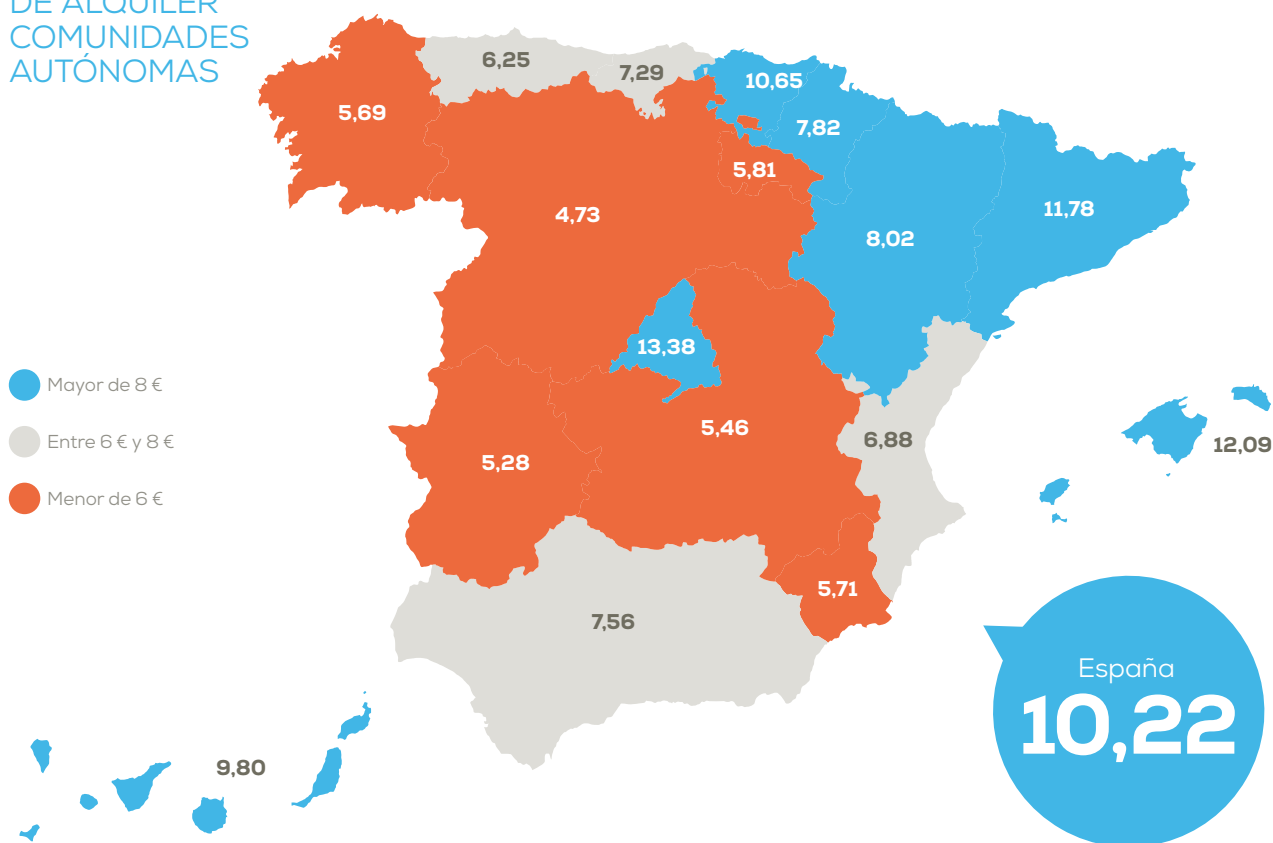 DE ALQUILER
COMUNIDADES
AUTÓNOMAS
6,25
7,29
10,65
5,69
7,82
5,81
4,73
8,02
11,78
13,38
Mayor de 8 €
Entre 6 € y 8 €
Menor de 6 €
5,46
6,88
12,09
5,28
5,71
7,56
9,80
España
10,22